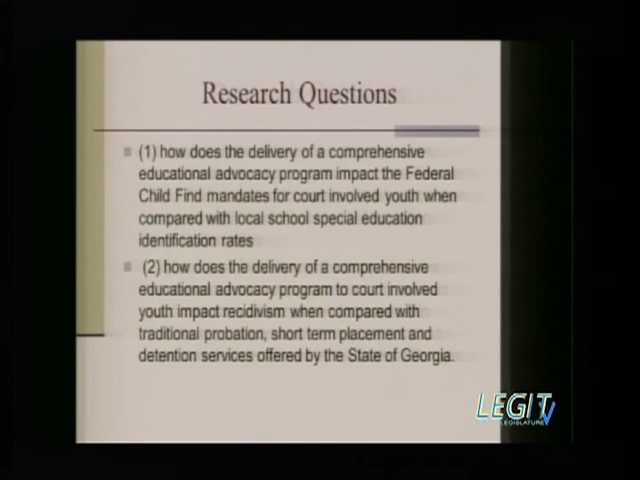 Research Questions
(1) how does the delivery of a comprehensive
educational advocacy program impact the Federal
Child Find mandates for court involved youth when
compared with local school special education
identification rates
(2) how does the delivery of a comprehensive
educational advocacy program to court involved
youth impact recidivism when compared with
traditional probation, short term placement and
detention services offered by the State of Georgia.
LEGIT
LEGISLATURE
TV